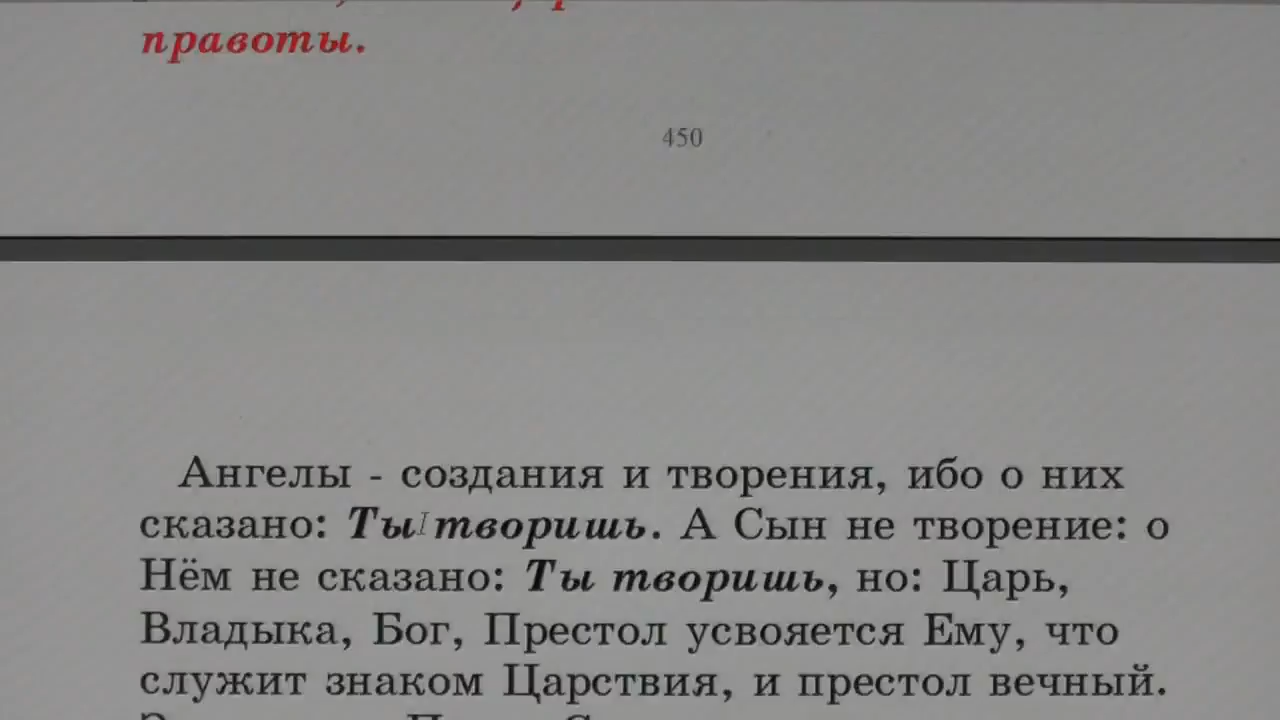 правоты.
450
Ангелы - создания и творения, ибо о них
сказано: Ты творишь. А Сын не творение: о
Нём не сказано: Ты творишь, но: Царь,
Владыка, Бог, Престол усвояется Ему, что
служит знаком Царствия, и престол вечный.